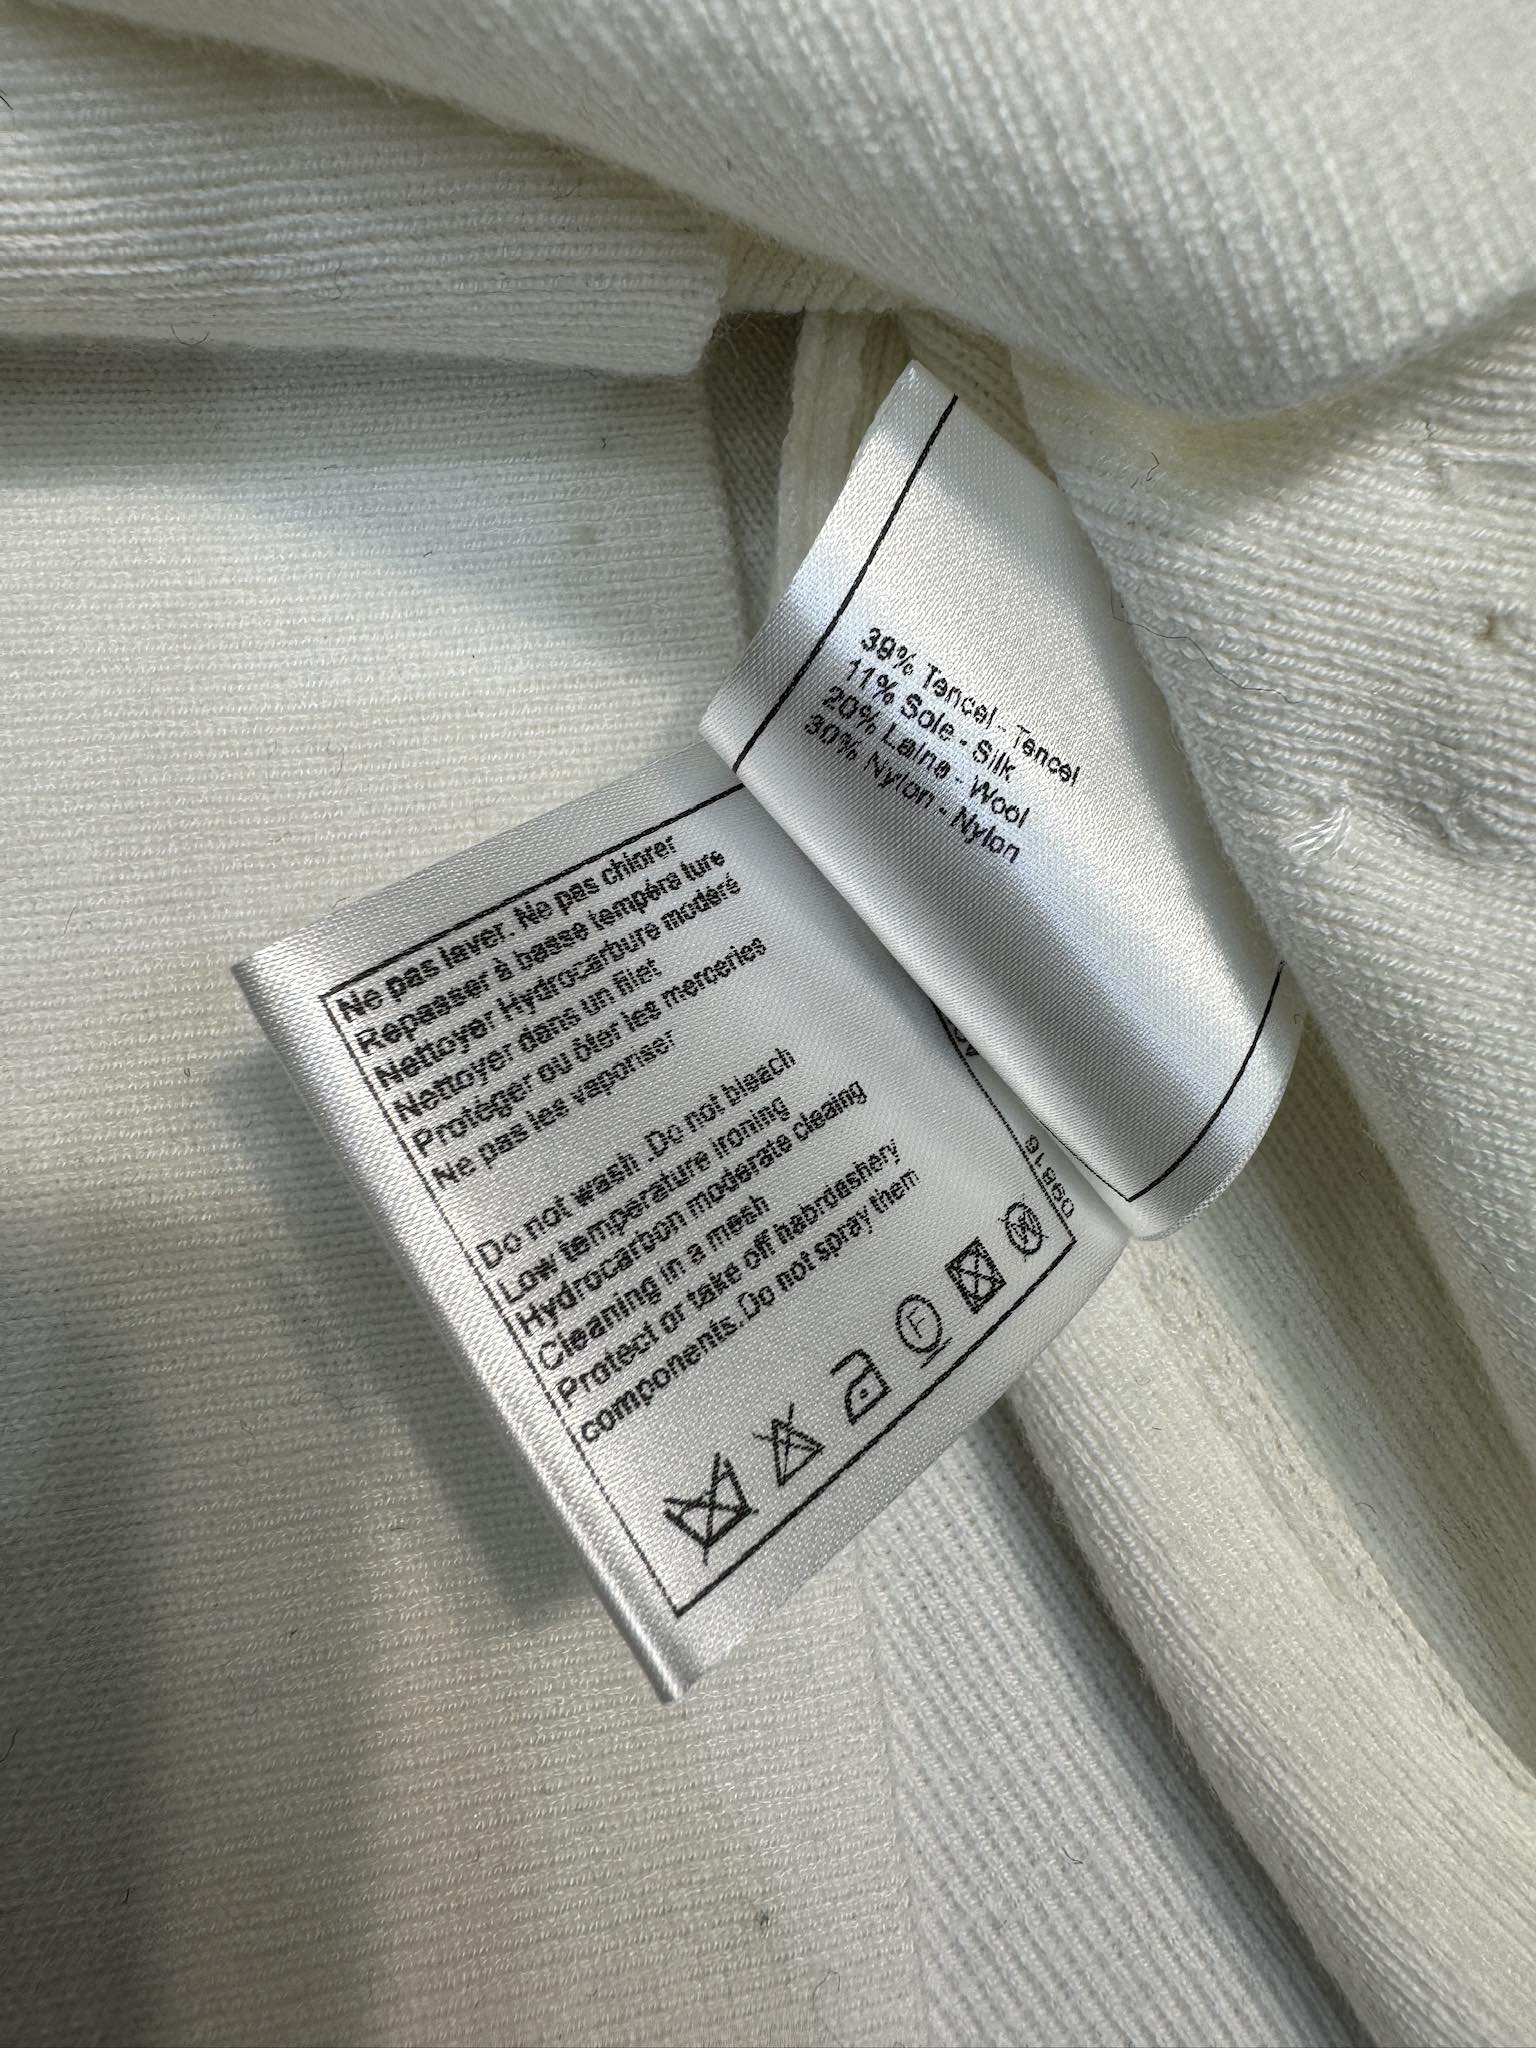 39% Tencel - Tencel
11% Soie - Silk
20% Laine - Wool
30% Nylon - Nylon
Ne pas laver. Ne pas chlorer
Repasser à basse tempéra ture
Nettoyer Hydrocarbure modéré
Nettoyer dans un filet
Protéger ou ôter les merceries
Ne pas les vaporiser
Do not wash .Do not bleach
Low temperature ironing
Hydrocarbon moderate cleaing
Cleaning in a mesh
Protect or take off habrdashery
components.Do not spray them
F